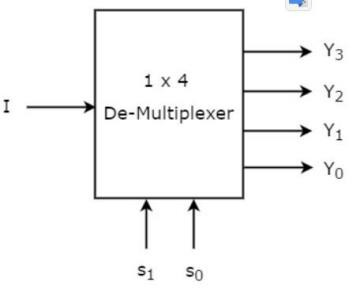 Y₃
1 x 4
Y₂
I
De-Multiplexer
Y₁
Y₀
s₁ s₀